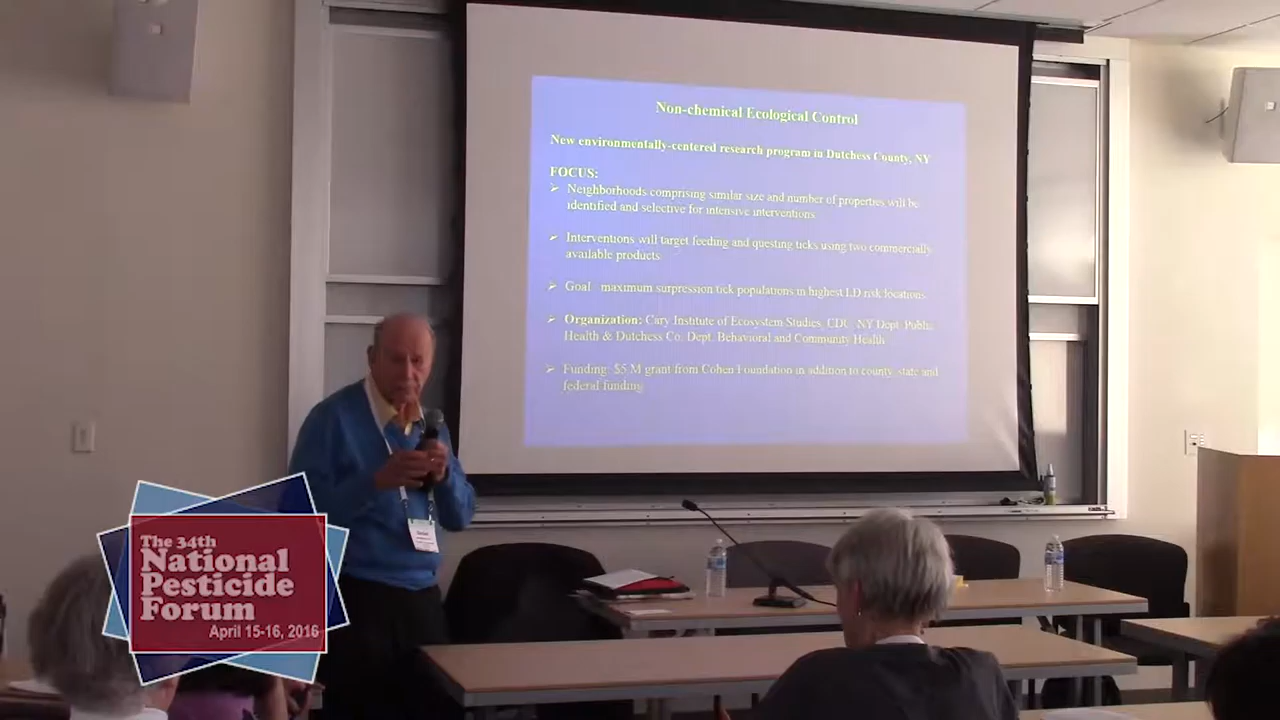 Non-chemical Ecological Control
New environmentally-centered research program in Dutchess County, NY
FOCUS:
Neighborhoods comprising similar size and number of properties will be
identified and selective for intensive interventions
Interventions will target feeding and questing ticks using two commercially
available products
Goal maximum surpression tick populations in highest LD risk locations
Organization: Cary Institute of Ecosystem Studies, CDC, NY Dept. Public
Health & Dutchess Co. Dept. Behavioral and Community Health
Funding: $5 M grant from Cohen Foundation in addition to county, state and
federal funding
The 34th
National
Pesticide
Forum
April 15-16, 2016